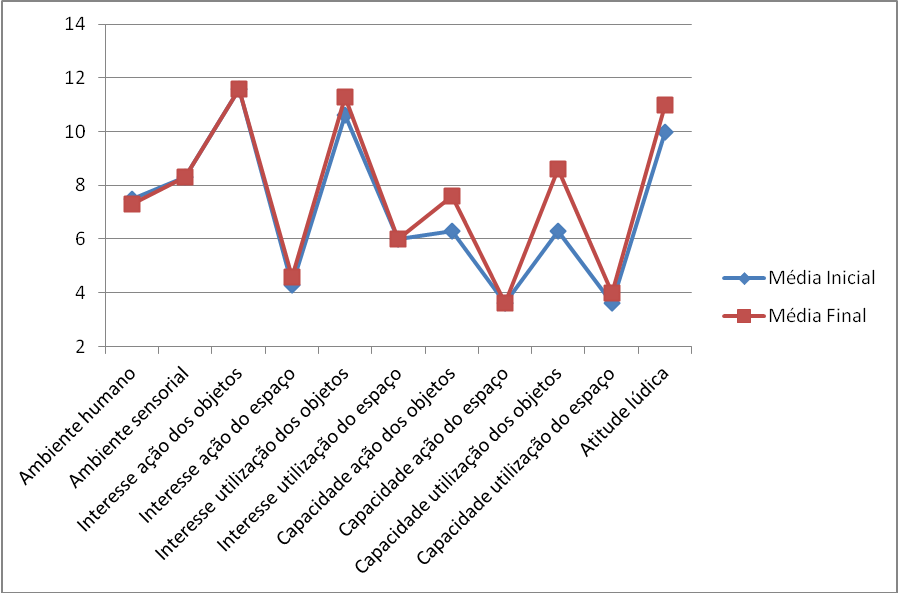 14
12
10
8
6
4
2
Ambiente humano
Ambiente sensorial
Interesse ação dos objetos
Interesse ação do espaço
Interesse utilização dos objetos
Interesse utilização do espaço
Capacidade ação dos objetos
Capacidade ação do espaço
Capacidade utilização dos objetos
Capacidade utilização do espaço
Atitude lúdica
Média Inicial
Média Final